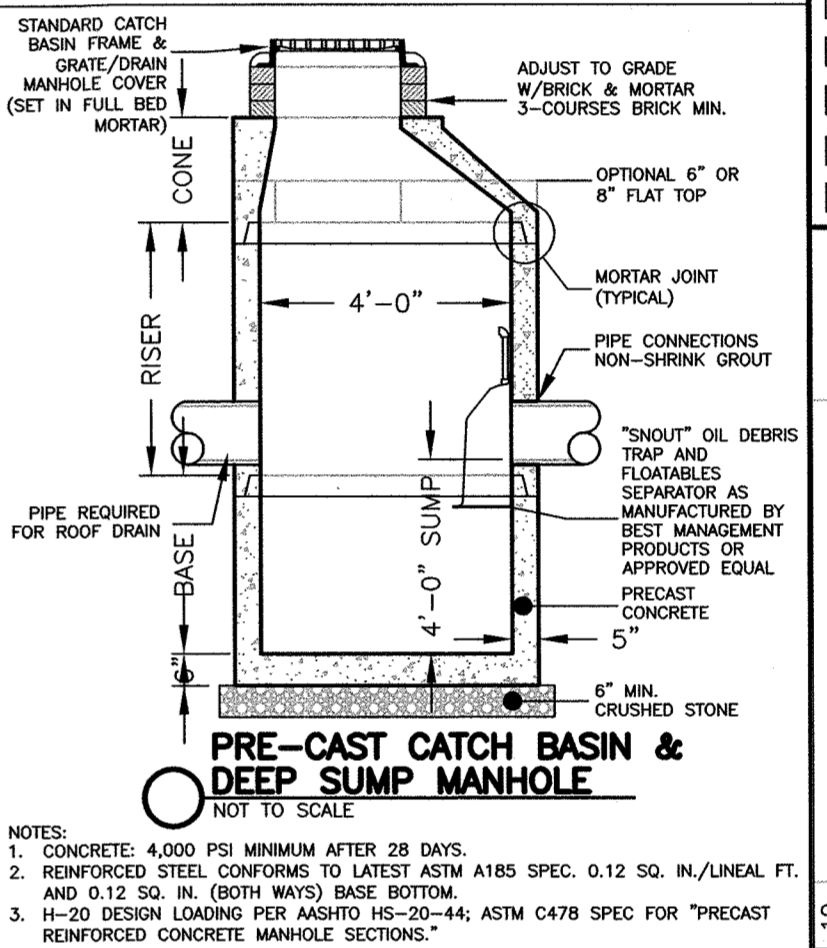 STANDARD CATCH
BASIN FRAME &
GRATE/DRAIN
MANHOLE COVER
(SET IN FULL BED
MORTAR)
ADJUST TO GRADE
W/BRICK & MORTAR
3-COURSES BRICK MIN.
CONE
OPTIONAL 6" OR
8" FLAT TOP
MORTAR JOINT
(TYPICAL)
4'-0"
RISER
PIPE CONNECTIONS
NON-SHRINK GROUT
"SNOUT" OIL DEBRIS
TRAP AND
FLOATABLES
SEPARATOR AS
MANUFACTURED BY
BEST MANAGEMENT
PRODUCTS OR
APPROVED EQUAL
PIPE REQUIRED
FOR ROOF DRAIN
BASE
4'-0" SUMP
PRECAST
CONCRETE
5"
6"
6" MIN.
CRUSHED STONE
PRE-CAST CATCH BASIN &
DEEP SUMP MANHOLE
NOT TO SCALE
NOTES:
1. CONCRETE: 4,000 PSI MINIMUM AFTER 28 DAYS.
2. REINFORCED STEEL CONFORMS TO LATEST ASTM A185 SPEC. 0.12 SQ. IN./LINEAL FT.
AND 0.12 SQ. IN. (BOTH WAYS) BASE BOTTOM.
3. H-20 DESIGN LOADING PER AASHTO HS-20-44; ASTM C478 SPEC FOR "PRECAST
REINFORCED CONCRETE MANHOLE SECTIONS."